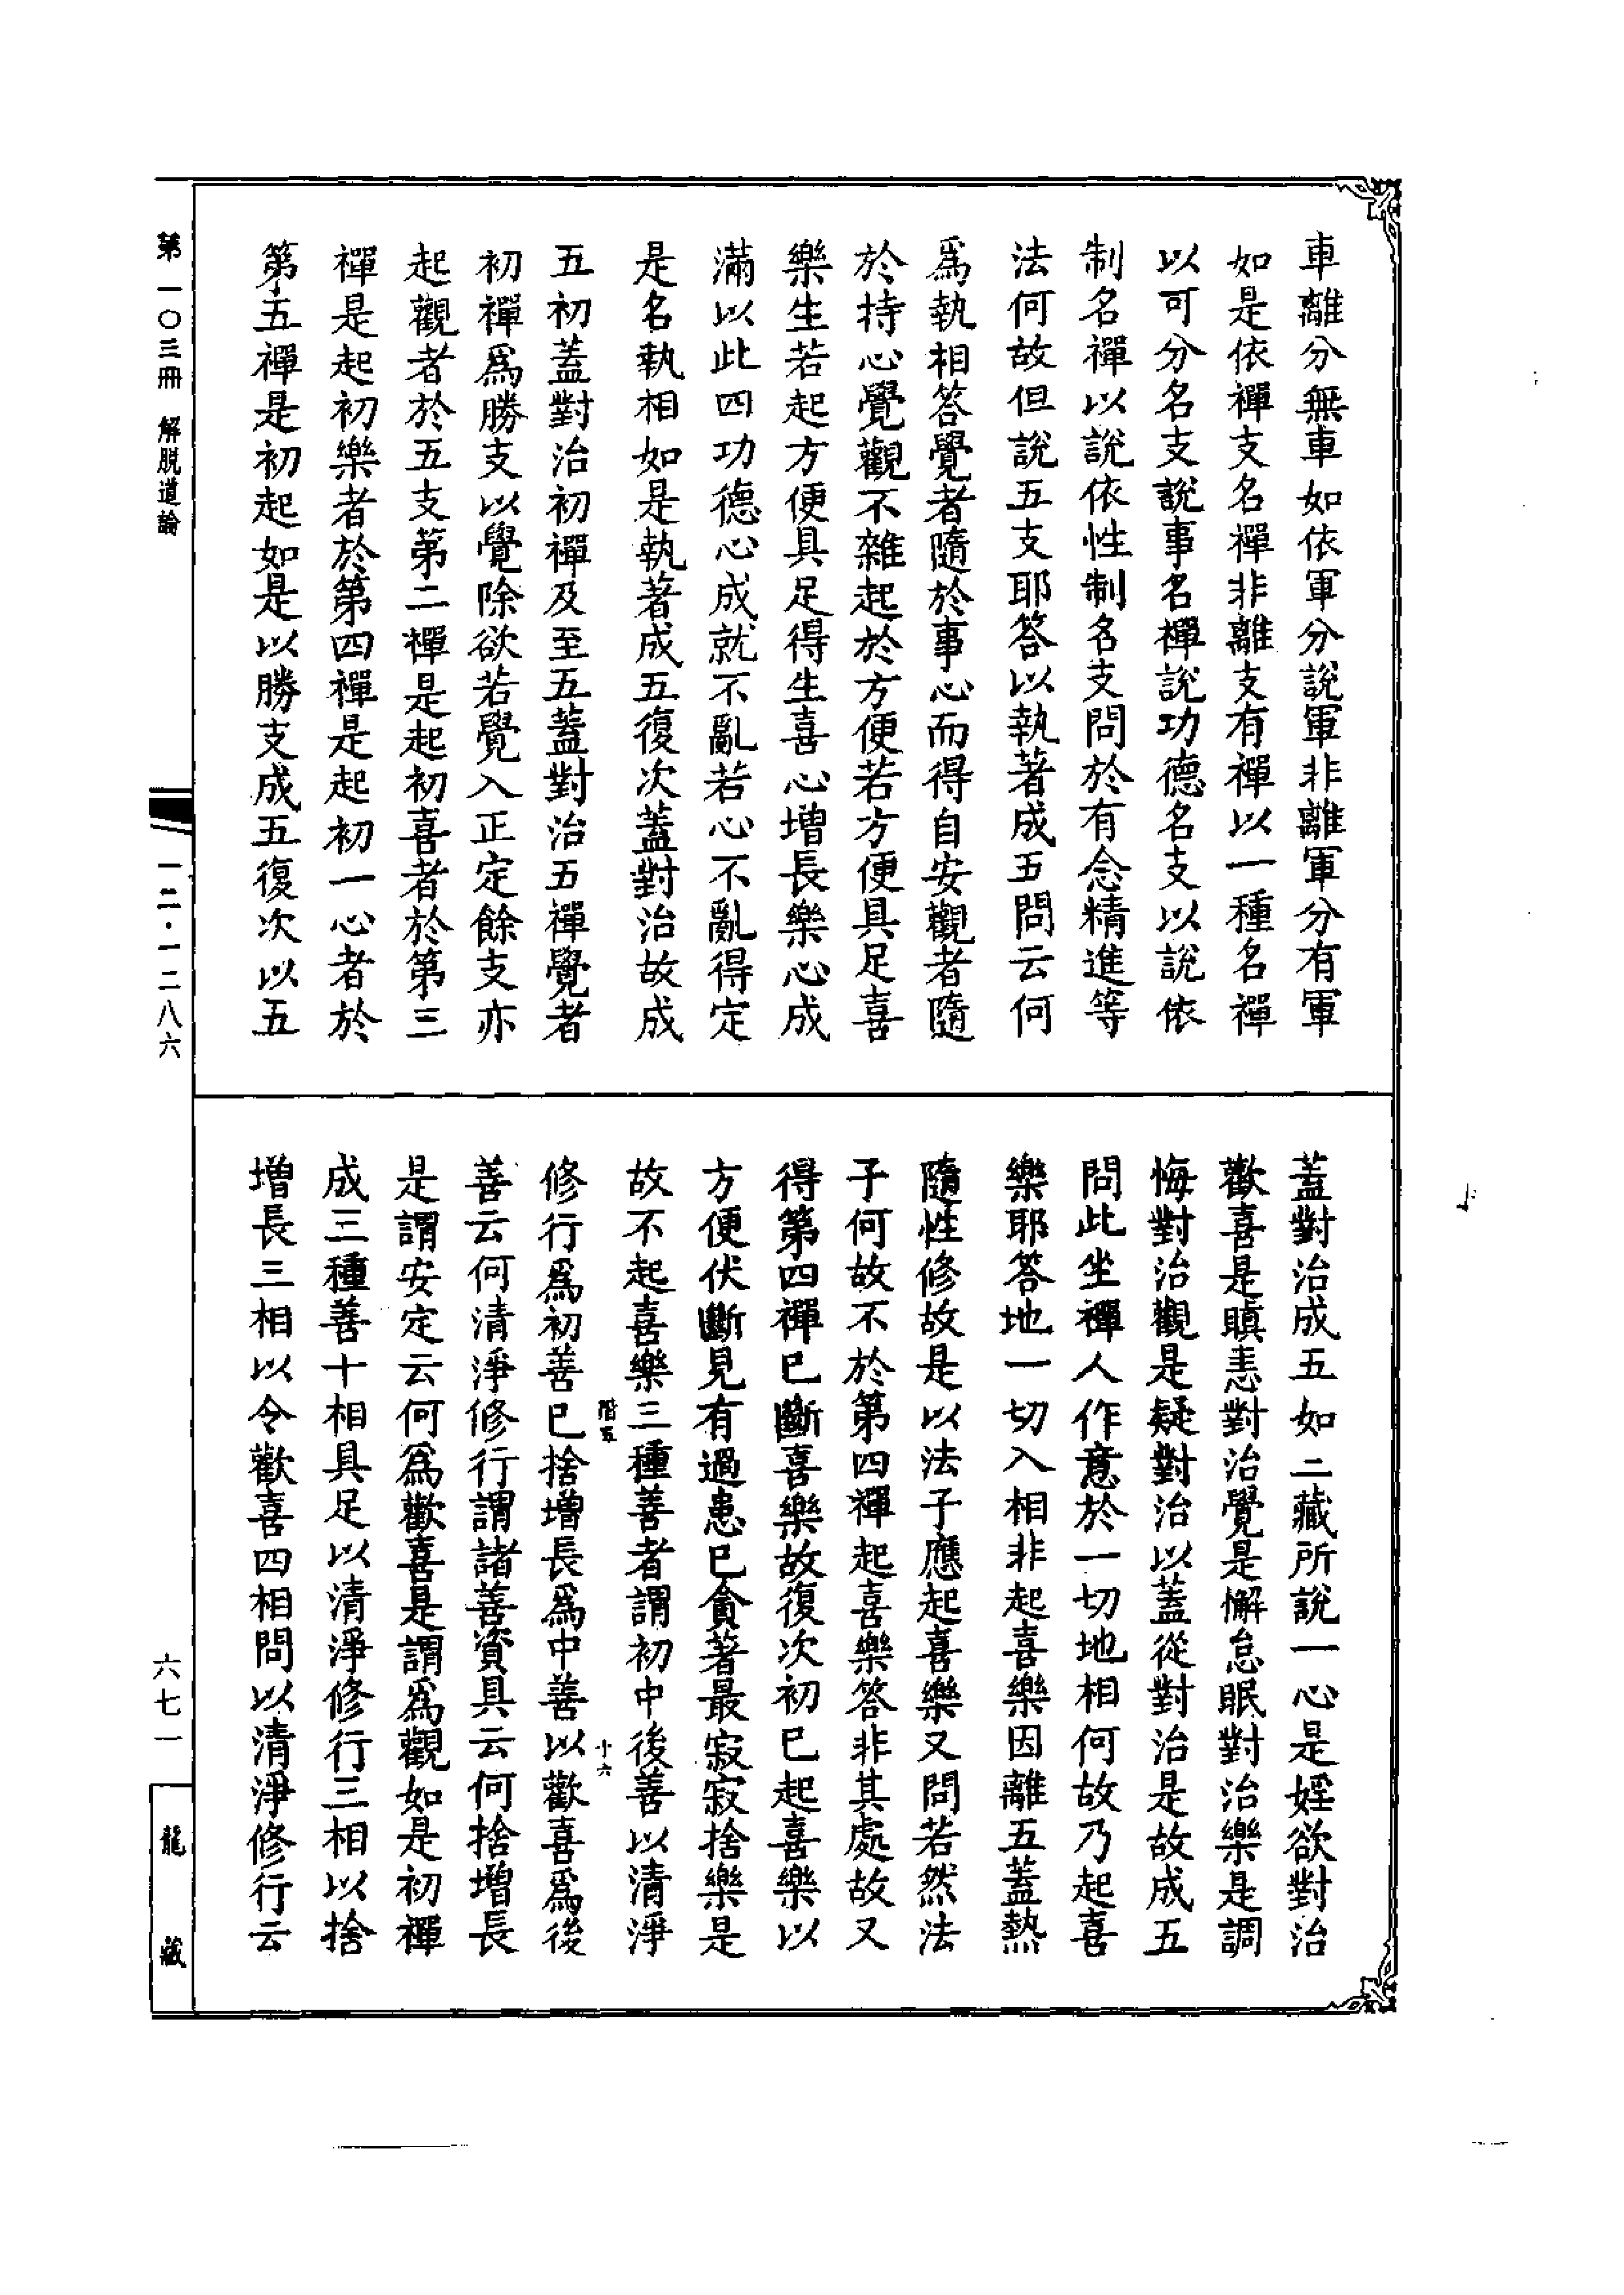 車離分無車如依軍分說軍非離軍分有軍
如是依禪支名禪非離支有禪以一種名禪
以可分名支說事名禪說功德名支以說依
制名禪以說依性制名支問於有念精進等
法何故但說五支耶答以執著成五問云何
爲執相答覺者隨於事心而得自安觀者隨
於持心覺觀不雜起於方便若方便具足喜
樂生若起方便具足得生喜心增長樂心成
滿以此四功德心成就不亂若心不亂得定
是名執相如是執著成五復次蓋對治故成
五初蓋對治初禪及至五蓋對治五禪覺者
初禪爲勝支以覺除欲若覺入正定餘支亦
起觀者於五支第二禪是起初喜者於第三
禪是起初樂者於第四禪是起初一心者於
第五禪是初起如是以勝支成五復次以五
蓋對治成五如二藏所說一心是婬欲對治
歡喜是瞋恚對治覺是懈怠眠對治樂是調
悔對治觀是疑對治以蓋從對治是故成五
問此坐禪人作意於一切地相何故乃起喜
樂耶答地一切入相非起喜樂因離五蓋熱
隨性修故是以法子應起喜樂又問若然法
子何故不於第四禪起喜樂答非其處故又
得第四禪已斷喜樂故復次初已起喜樂以
方便伏斷見有過患已貪著最寂寂捨樂是
故不起喜樂三種善者謂初中後善以清淨
修行爲初善已捨增長爲中善以歡喜爲後
善云何清淨修行謂諸善資具云何捨增長
是謂安定云何爲歡喜是謂爲觀如是初禪
成三種善十相具足以清淨修行三相以捨
增長三相以令歡喜四相問以清淨修行云
十六
第一〇三冊 解脫道論
一二·一二八六
六七一
龍藏